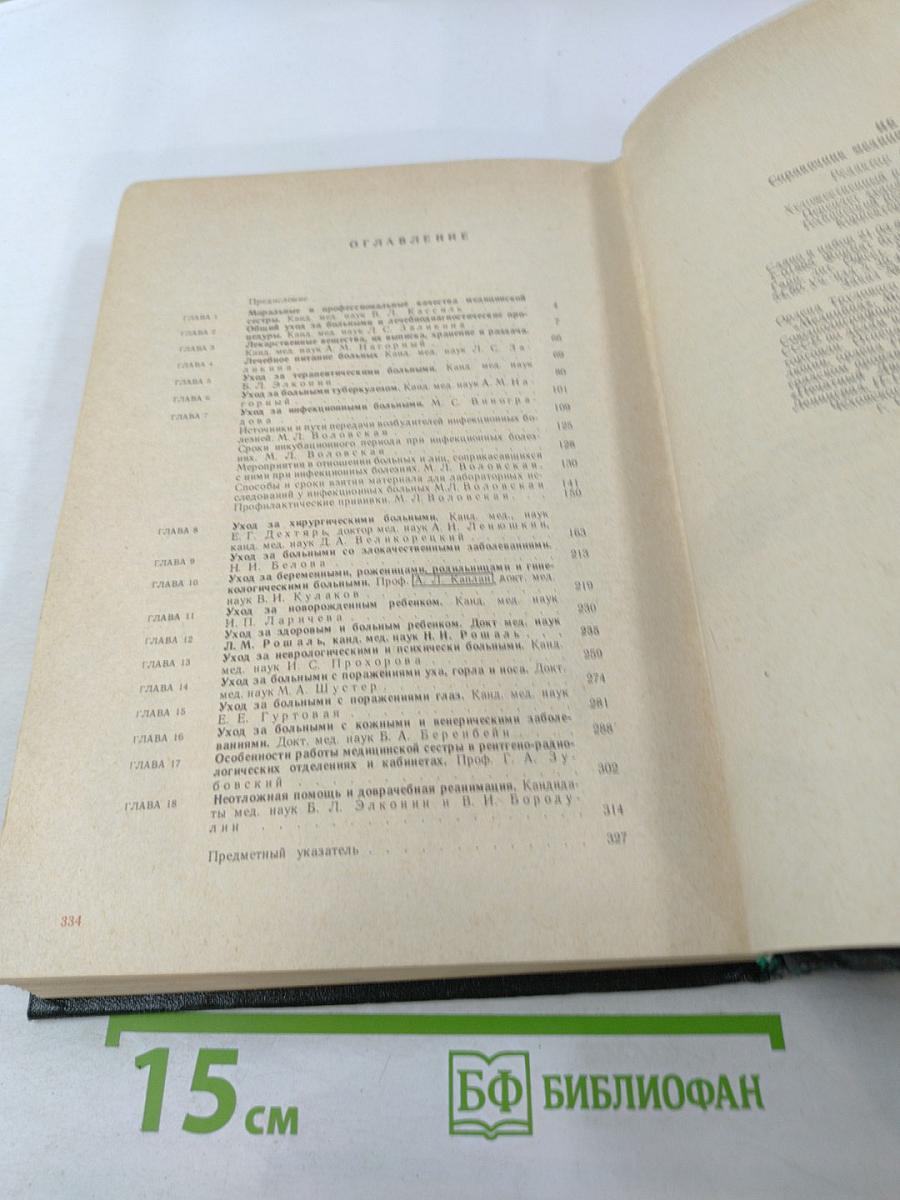 ОГЛАВЛЕНИЕ
Предисловие
ГЛАВА 1 Моральные и профессиональные качества медицинской
сестры. Канд. мед. наук В. Л. Кассиль 4
ГЛАВА 2 Общий уход за больными и лечебнодиагностические про-
цедуры. Канд. мед. наук Л. С. Заликина 7
ГЛАВА 3 Лекарственные вещества, их выписка, хранение и раздача.
Канд. мед. наук А. М. Нагорный
ГЛАВА 4 Лечебное питание больных Канд. мед. наук Л. С. За-
ликина 69
ГЛАВА 5 Уход за терапевтическими больными. Канд. мед. наук
Б. Л. Элконин 80
ГЛАВА 6 Уход за больными туберкулезом. Канд. мед. наук А. М. На-
горный 101
ГЛАВА 7 Уход за инфекционными больными. М. С. Виногра-
дова 109
Источники и пути передачи возбудителей инфекционных бо-
лезней. М. Л. Воловская 125
Сроки инкубационного периода при инфекционных болез-
нях. М. Л. Воловская 128
Мероприятия в отношении больных и лиц, соприкасавшихся
с ними при инфекционных болезнях. М. Л. Воловская. 130
Способы и сроки взятия материала для лабораторных ис-
следований у инфекционных больных М.Л. Воловская 141
Профилактические прививки. М. Л. Воловская. 150
ГЛАВА 8 Уход за хирургическими больными. Канд. мед., наук
Е. Г. Дехтярь, доктор мед. наук А. И. Ленюшкин,
канд. мед. наук Д. А. Великорецкий 163
ГЛАВА 9 Уход за больными со злокачественными заболеваниями.
Н. И. Белова 213
ГЛАВА 10 Уход за беременными, роженицами, родильницами и гине-
кологическими больными. Проф. А. Л. Каплан, докт. мед.
наук В. И. Кулаков 219
ГЛАВА 11 Уход за новорожденным ребенком. Канд. мед. наук
И. П. Ларичева 230
ГЛАВА 12 Уход за здоровым и больным ребенком. Докт мед. наук
Л. М. Рошаль, канд. мед. наук Н. Н. Рошаль 235
ГЛАВА 13 Уход за неврологическими и психически больными. Канд.
мед. наук И. С. Прохорова 259
ГЛАВА 14 Уход за больными с поражениями уха, горла и носа. Докт.
мед. наук М. А. Шустер 274
ГЛАВА 15 Уход за больными с поражениями глаз. Канд. мед. наук
Е. Е. Гуртовая 281
ГЛАВА 16 Уход за больными с кожными и венерическими заболе-
ваниями. Докт. мед. наук Б. А. Беренбейн 288
ГЛАВА 17 Особенности работы медицинской сестры в рентгено-радио-
логических отделениях и кабинетах. Проф. Г. А. Зу-
бовский 302
ГЛАВА 18 Неотложная помощь и доврачебная реанимация. Кандида-
ты мед. наук Б. Л. Элконин и В. И. Бороду-
лин 314
Предметный указатель 327
334
Справочник медицин
Редактор
Художественный
15 см
БФ БИБЛИОФАН